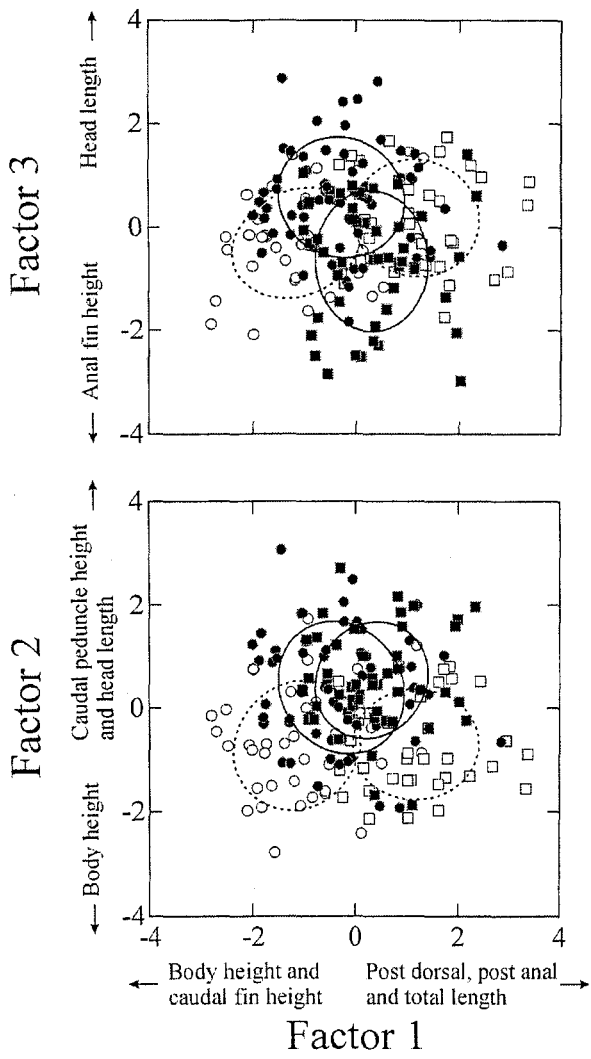 4
2
0
-2
-4
Head length
Anal fin height
Factor 3
4
2
0
-2
-4
Caudal peduncle height
and head length
Body height
Factor 2
-4
-2
0
2
4
Body height and
caudal fin height
Post dorsal, post anal
and total length
Factor 1